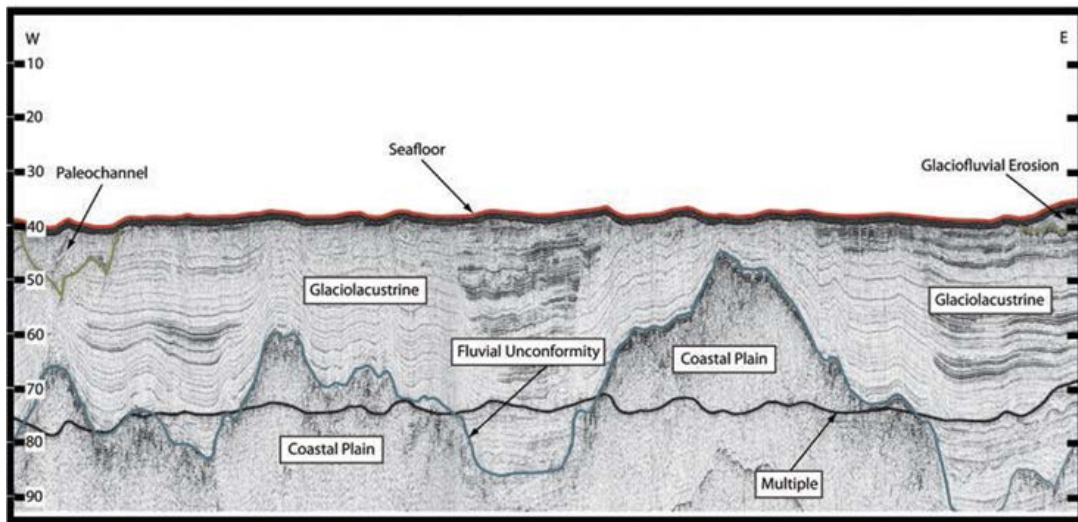 W
E
10
20
30
40
50
60
70
80
90
Seafloor
Paleochannel
Glaciofluvial Erosion
Glaciolacustrine
Glaciolacustrine
Fluvial Unconformity
Coastal Plain
Coastal Plain
Multiple